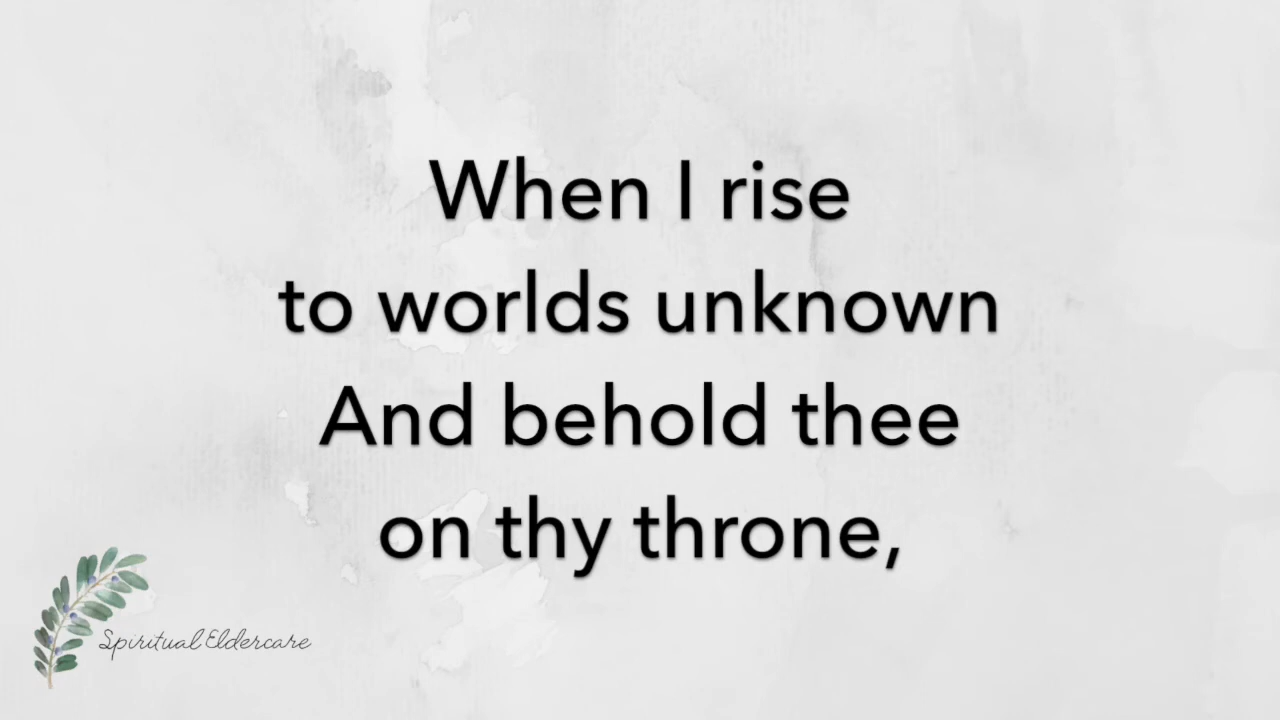 When I rise
to worlds unknown
And behold thee
on thy throne,
Spiritual Eldercare